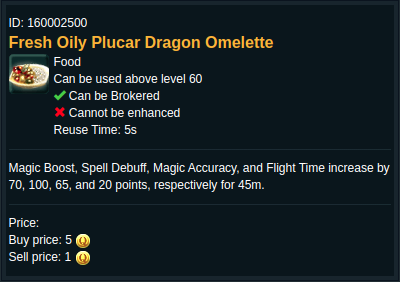 ID: 160002500
Fresh Oily Plucar Dragon Omelette
Food
Can be used above level 60
Can be Brokered
Cannot be enhanced
Reuse Time: 5s
Magic Boost, Spell Debuff, Magic Accuracy, and Flight Time increase by
70, 100, 65, and 20 points, respectively for 45m.
Price:
Buy price: 5
Sell price: 1